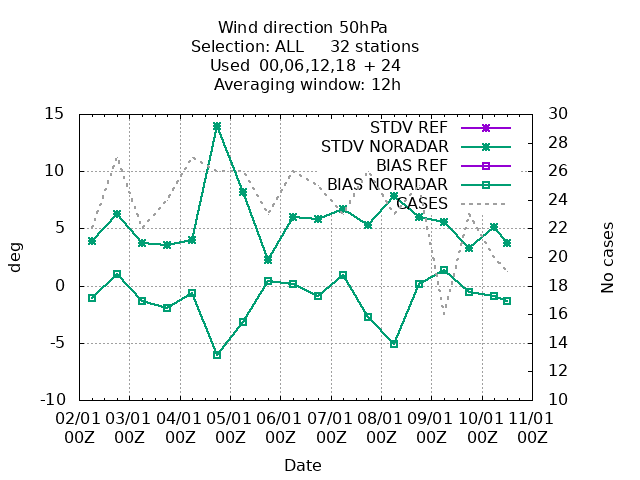 Wind direction 50hPa
Selection: ALL 32 stations
Used 00,06,12,18 + 24
Averaging window: 12h
15
10
5
0
-5
-10
deg
30
28
26
24
22
20
18
16
14
12
10
No cases
STDV REF
STDV NORADAR
BIAS REF
BIAS NORADAR
CASES
02/01 03/01 04/01 05/01 06/01 07/01 08/01 09/01 10/01 11/01
00Z 00Z 00Z 00Z 00Z 00Z 00Z 00Z 00Z 00Z
Date